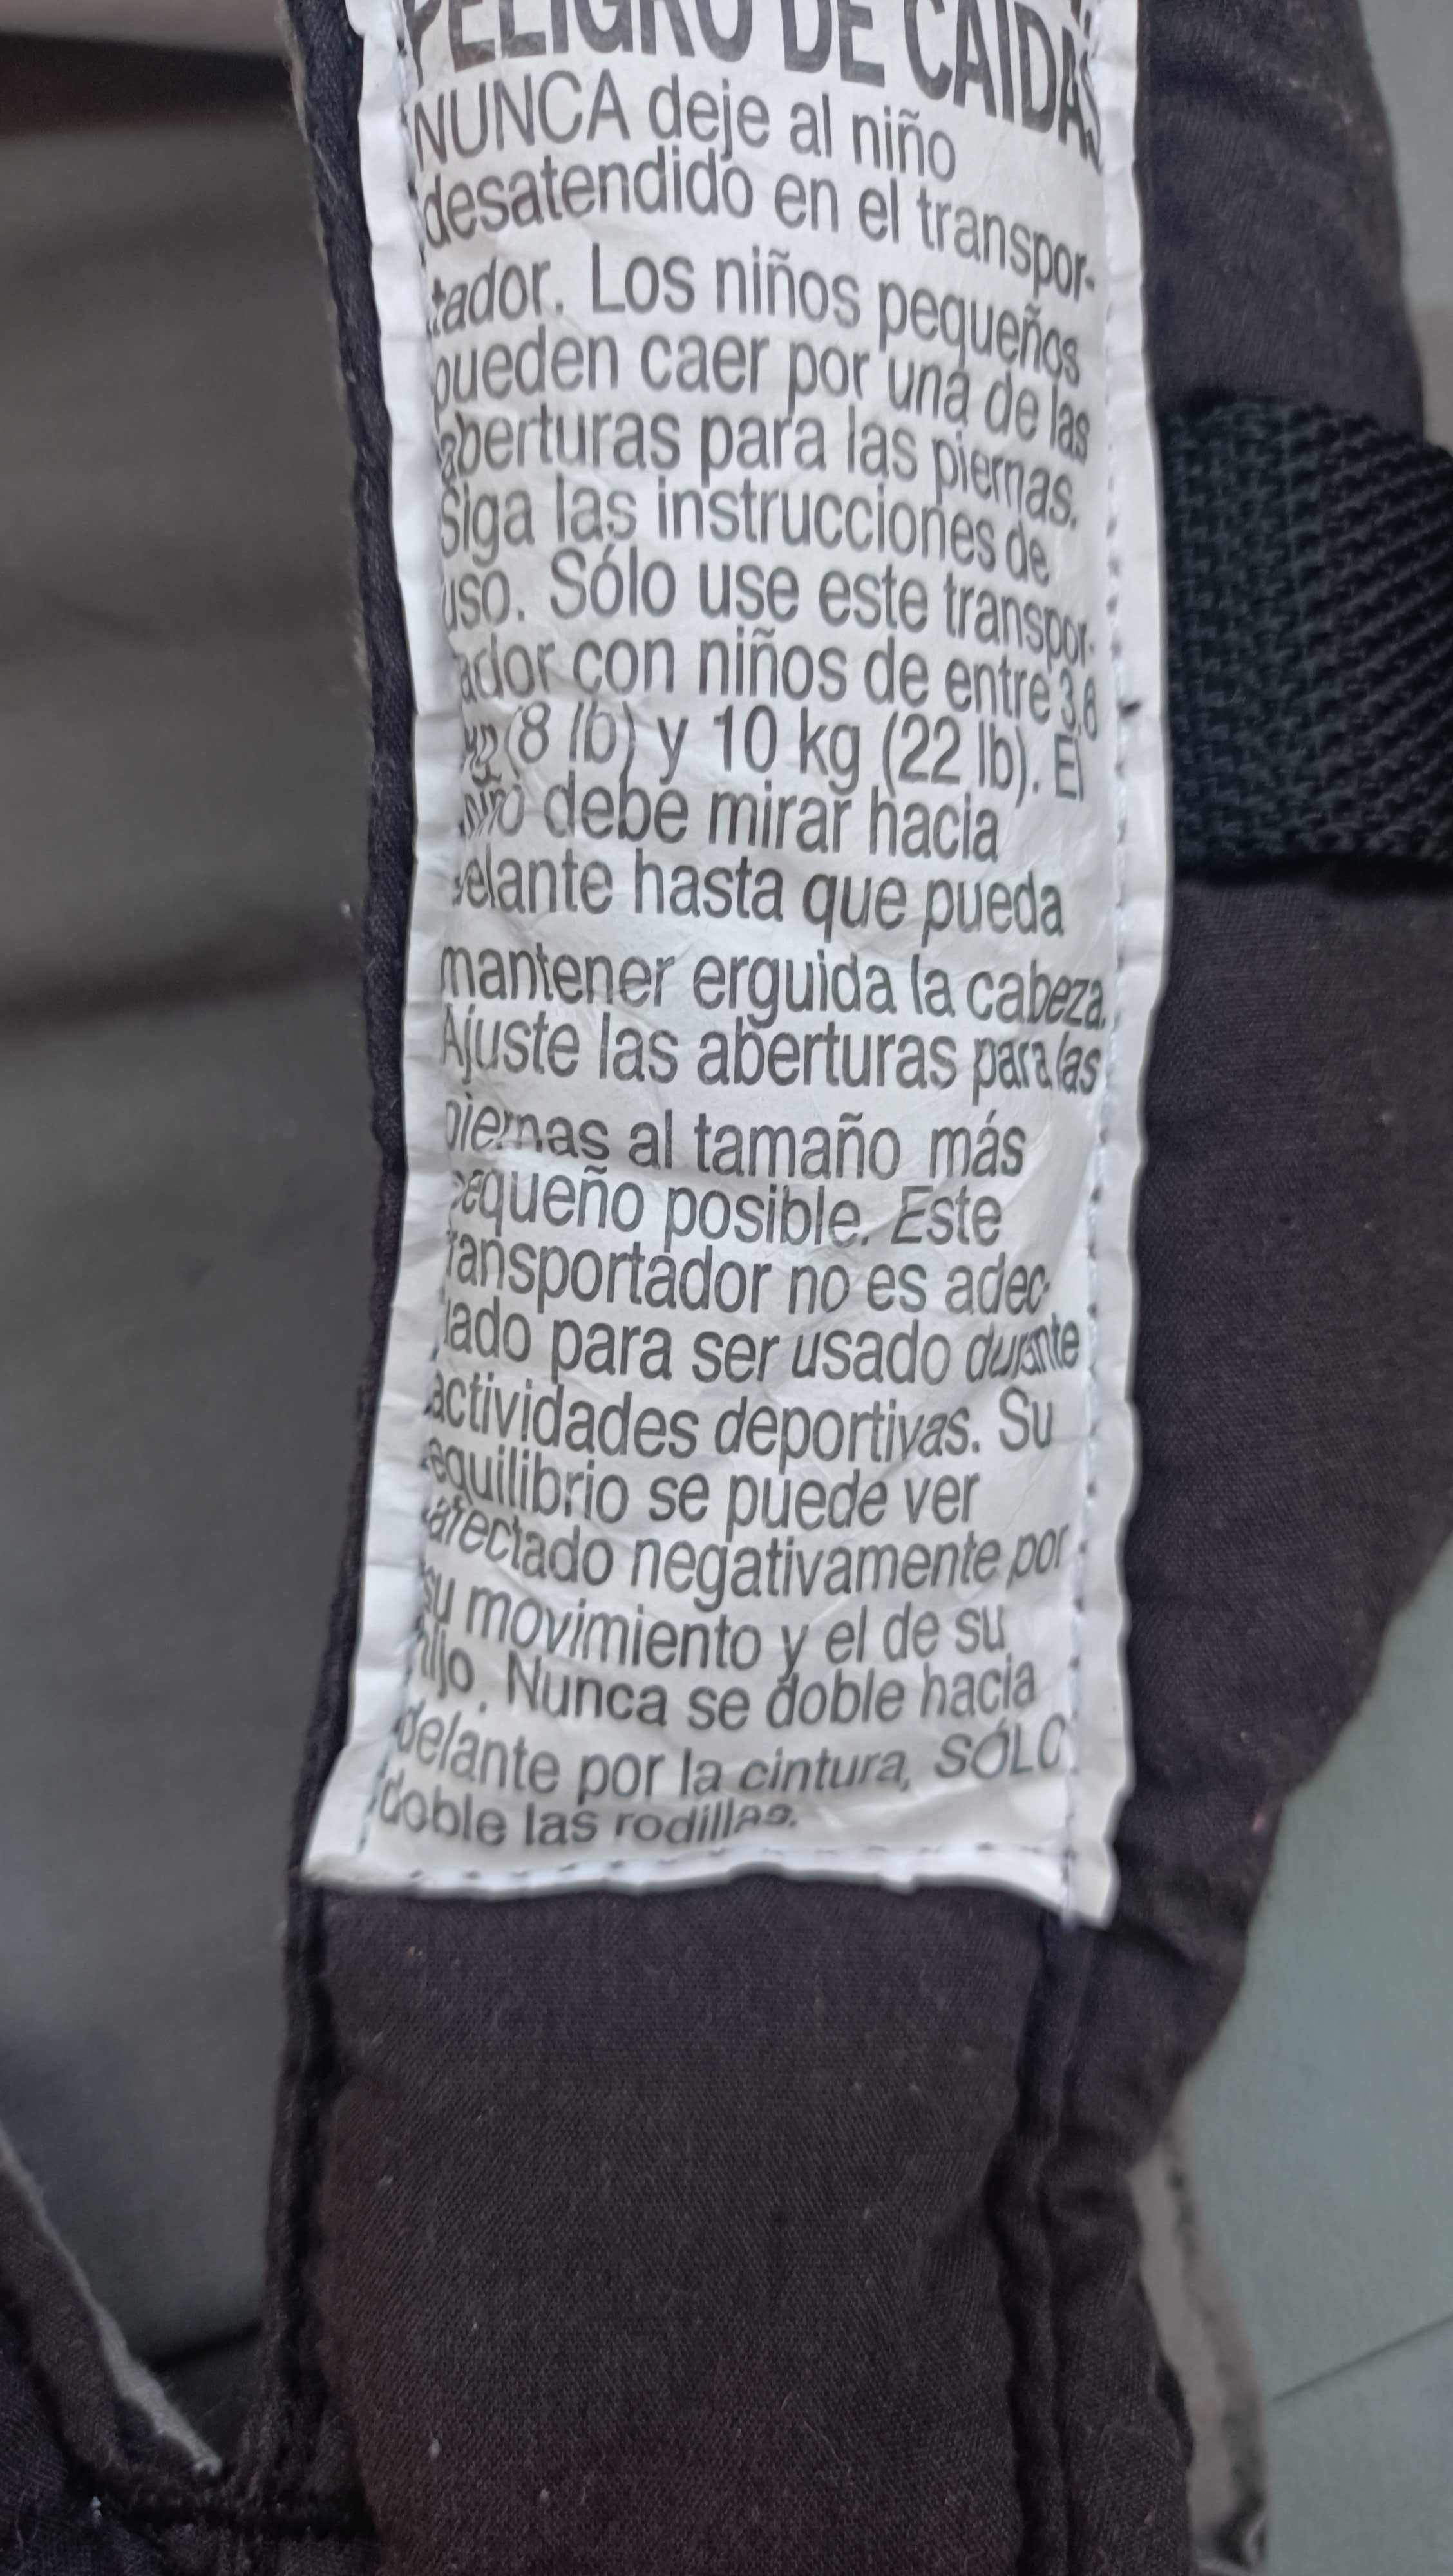 PELIGRO DE CAÍDAS
NUNCA deje al niño
desatendido en el transpor-
tador. Los niños pequeños
pueden caer por una de las
aberturas para las piernas.
Siga las instrucciones de
uso. Sólo use este transpor-
ador con niños de entre 3,6
kg (8 lb) y 10 kg (22 lb). El
niño debe mirar hacia
elante hasta que pueda
mantener erguida la cabeza.
Ajuste las aberturas para las
piernas al tamaño más
pequeño posible. Este
ransportador no es adec-
uado para ser usado durante
actividades deportivas. Su
equilibrio se puede ver
afectado negativamente por
su movimiento y el de su
hijo. Nunca se doble hacia
delante por la cintura, SÓLO
doble las rodillas.